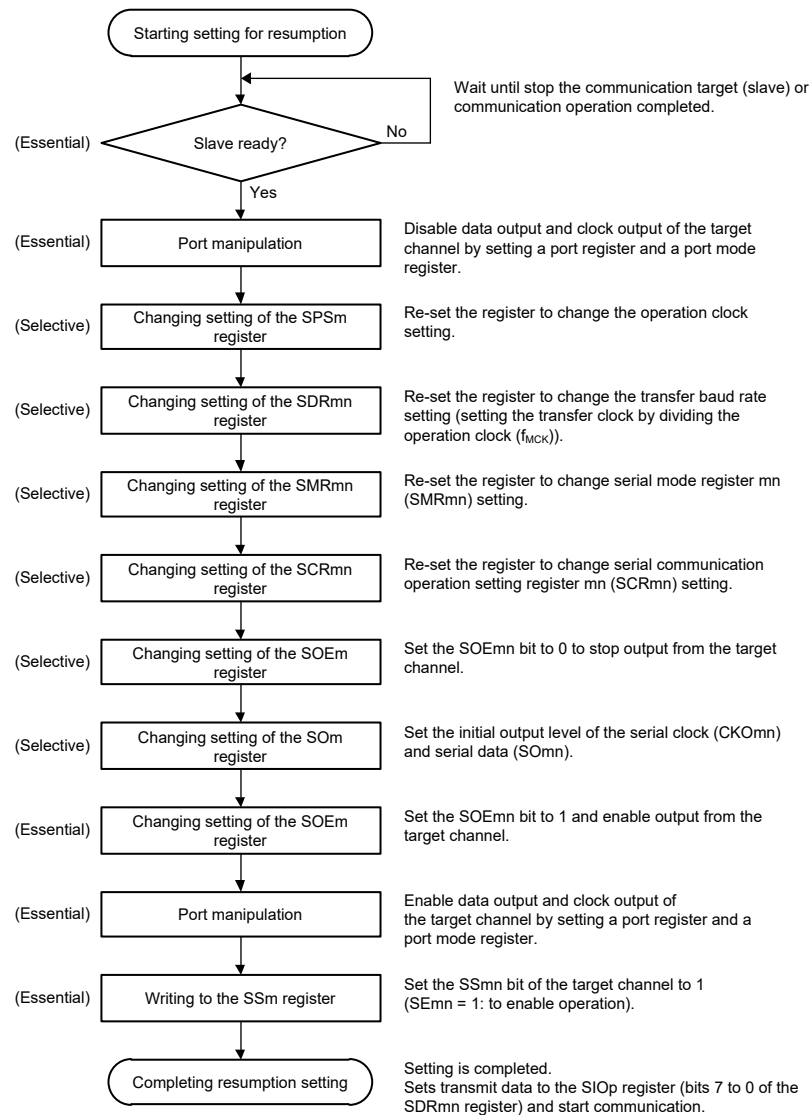 Starting setting for resumption
Wait until stop the communication target (slave) or
communication operation completed.
(Essential)
Slave ready?
No
Yes
(Essential)
Port manipulation
Disable data output and clock output of the target
channel by setting a port register and a port mode
register.
(Selective)
Changing setting of the SPSm
register
Re-set the register to change the operation clock
setting.
(Selective)
Changing setting of the SDRmn
register
Re-set the register to change the transfer baud rate
setting (setting the transfer clock by dividing the
operation clock (fMCK)).
(Selective)
Changing setting of the SMRmn
register
Re-set the register to change serial mode register mn
(SMRmn) setting.
(Selective)
Changing setting of the SCRmn
register
Re-set the register to change serial communication
operation setting register mn (SCRmn) setting.
(Selective)
Changing setting of the SOEm
register
Set the SOEmn bit to 0 to stop output from the target
channel.
(Selective)
Changing setting of the SOm
register
Set the initial output level of the serial clock (CKOmn)
and serial data (SOmn).
(Essential)
Changing setting of the SOEm
register
Set the SOEmn bit to 1 and enable output from the
target channel.
(Essential)
Port manipulation
Enable data output and clock output of
the target channel by setting a port register and a
port mode register.
(Essential)
Writing to the SSm register
Set the SSmn bit of the target channel to 1
(SEmn = 1: to enable operation).
Completing resumption setting
Setting is completed.
Sets transmit data to the SIOp register (bits 7 to 0 of the
SDRmn register) and start communication.